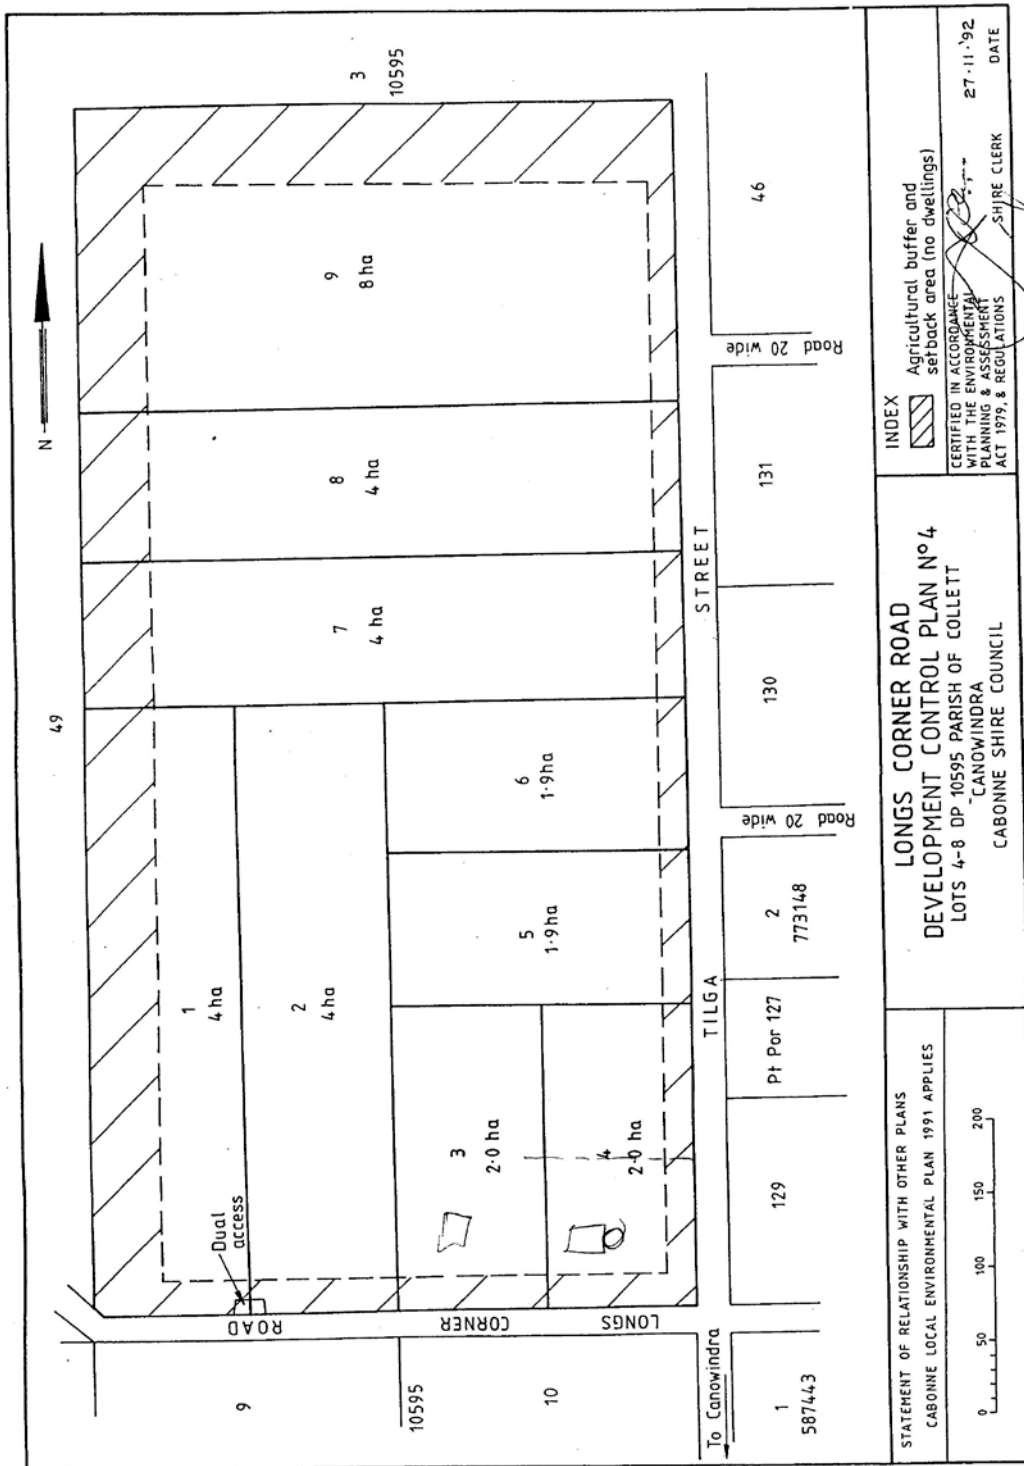 N
49
3
10595
1
4 ha
2
4 ha
3
2·0 ha
4
2·0 ha
5
1·9 ha
6
1·9 ha
7
4 ha
8
4 ha
9
8 ha
Dual
access
LONGS CORNER ROAD
9
10595
10
To Canowindra
1
587443
TILGA STREET
129
Pt Por 127
2
773148
Road 20 wide
130
131
Road 20 wide
46
STATEMENT OF RELATIONSHIP WITH OTHER PLANS
CABONNE LOCAL ENVIRONMENTAL PLAN 1991 APPLIES
0 50 100 150 200
LONGS CORNER ROAD
DEVELOPMENT CONTROL PLAN Nº 4
LOTS 4-8 DP 10595 PARISH OF COLLETT
CANOWINDRA
CABONNE SHIRE COUNCIL
INDEX
Agricultural buffer and
setback area (no dwellings)
CERTIFIED IN ACCORDANCE
WITH THE ENVIRONMENTAL
PLANNING & ASSESSMENT
ACT 1979, & REGULATIONS
SHIRE CLERK
27·11·'92
DATE